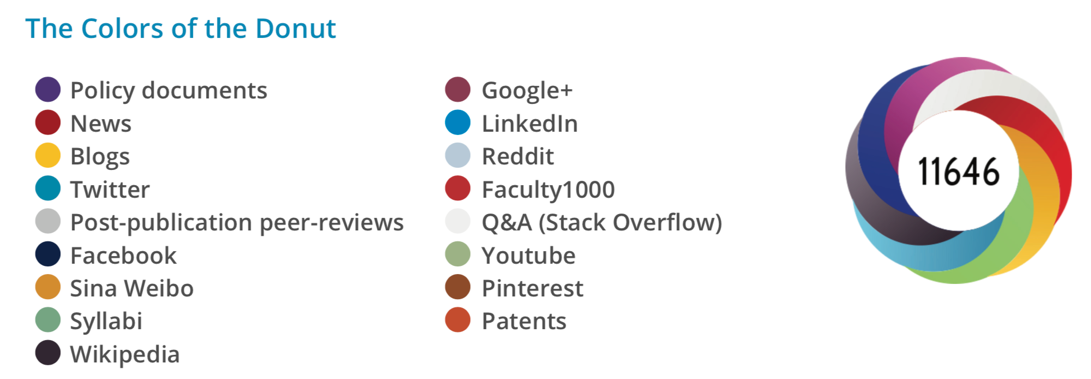 The Colors of the Donut
Policy documents
News
Blogs
Twitter
Post-publication peer-reviews
Facebook
Sina Weibo
Syllabi
Wikipedia
Google+
LinkedIn
Reddit
Faculty1000
Q&A (Stack Overflow)
Youtube
Pinterest
Patents
11646